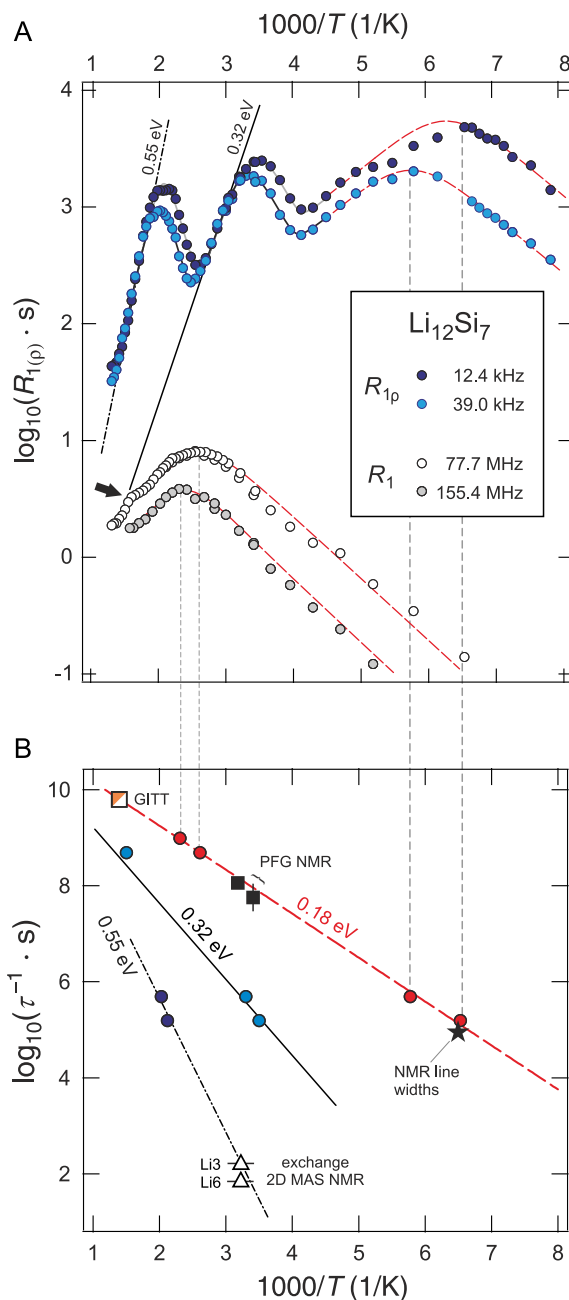 A
1000/T (1/K)
1 2 3 4 5 6 7 8
4
3
2
1
0
-1
log₁₀(R₁₍ρ₎ · s)
0.55 eV
0.32 eV
Li₁₂Si₇
R₁ρ
12.4 kHz
39.0 kHz
R₁
77.7 MHz
155.4 MHz
B
10
8
6
4
2
log₁₀(τ⁻¹ · s)
GITT
PFG NMR
0.18 eV
0.32 eV
0.55 eV
NMR line
widths
Li3
Li6
exchange
2D MAS NMR
1 2 3 4 5 6 7 8
1000/T (1/K)